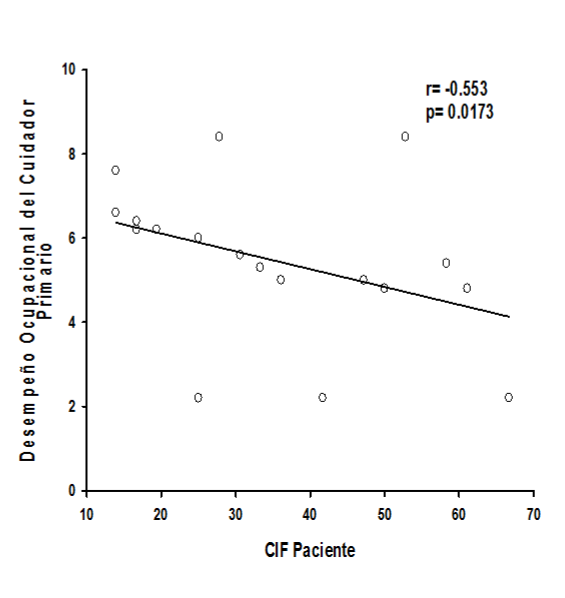 r= -0.553
p= 0.0173
Desempeño Ocupacional del Cuidador
Primario
10
8
6
4
2
0
10 20 30 40 50 60 70
CIF Paciente